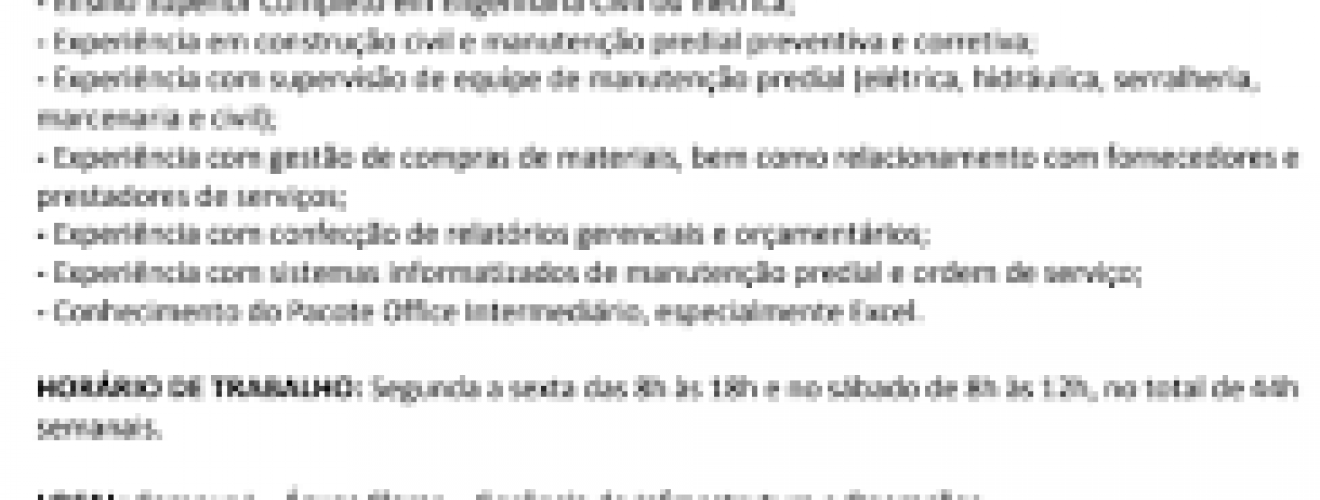 - Ensino Superior Completo em Engenharia Civil ou Elétrica;
- Experiência em construção civil e manutenção predial preventiva e corretiva;
- Experiência com supervisão de equipe de manutenção predial (elétrica, hidráulica, serralheria,
marcenaria e civil);
- Experiência com gestão de compras de materiais, bem como relacionamento com fornecedores e
prestadores de serviços;
- Experiência com confecção de relatórios gerenciais e orçamentários;
- Experiência com sistemas informatizados de manutenção predial e ordem de serviço;
- Conhecimento do Pacote Office Intermediário, especialmente Excel.
HORÁRIO DE TRABALHO: Segunda a sexta das 8h às 18h e no sábado de 8h às 12h, no total de 44h
semanais.
LOCAL: